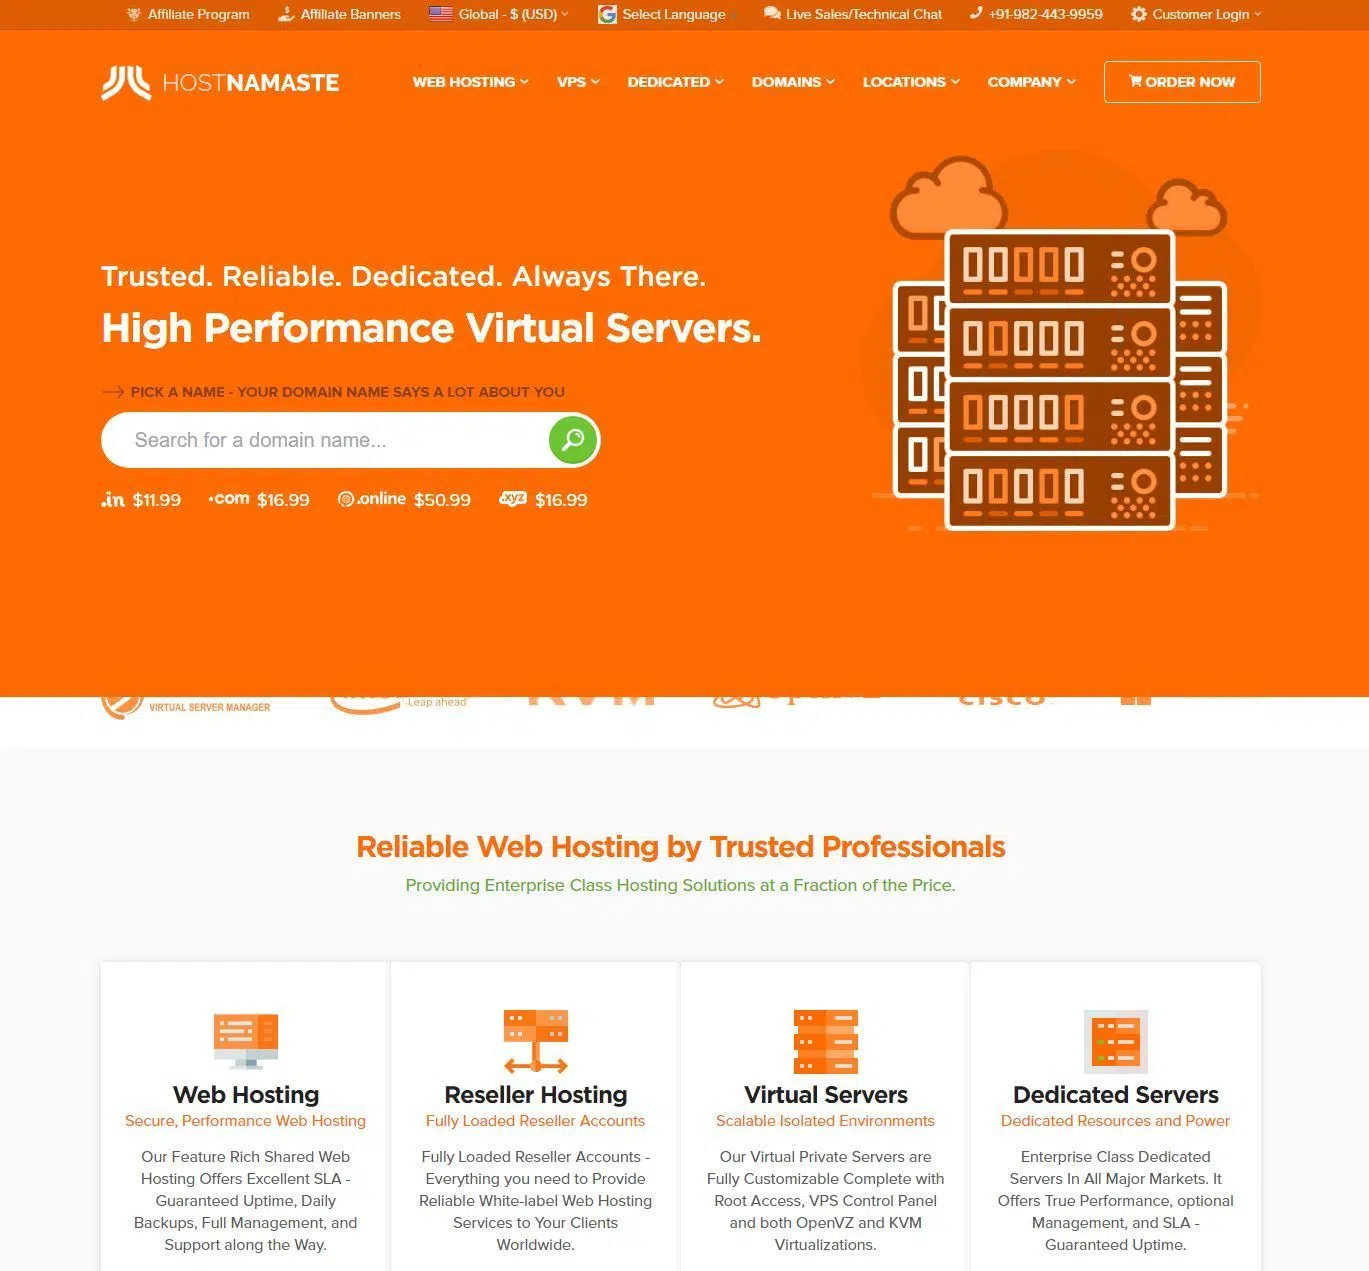 Affiliate Program Affiliate Banners Global - $ (USD) Select Language Live Sales/Technical Chat +91-982-443-9959 Customer Login
HOSTNAMASTE WEB HOSTING VPS DEDICATED DOMAINS LOCATIONS COMPANY ORDER NOW
Trusted. Reliable. Dedicated. Always There.
High Performance Virtual Servers.
PICK A NAME - YOUR DOMAIN NAME SAYS A LOT ABOUT YOU
Search for a domain name...
.in $11.99 .com $16.99 .online $50.99 .xyz $16.99
VIRTUAL SERVER MANAGER Leap ahead KVM cisco
Reliable Web Hosting by Trusted Professionals
Providing Enterprise Class Hosting Solutions at a Fraction of the Price.
Web Hosting
Secure, Performance Web Hosting
Our Feature Rich Shared Web
Hosting Offers Excellent SLA -
Guaranteed Uptime, Daily
Backups, Full Management, and
Support along the Way.
Reseller Hosting
Fully Loaded Reseller Accounts
Fully Loaded Reseller Accounts -
Everything you need to Provide
Reliable White-label Web Hosting
Services to Your Clients
Worldwide.
Virtual Servers
Scalable Isolated Environments
Our Virtual Private Servers are
Fully Customizable Complete with
Root Access, VPS Control Panel
and both OpenVZ and KVM
Virtualizations.
Dedicated Servers
Dedicated Resources and Power
Enterprise Class Dedicated
Servers In All Major Markets. It
Offers True Performance, optional
Management, and SLA -
Guaranteed Uptime.